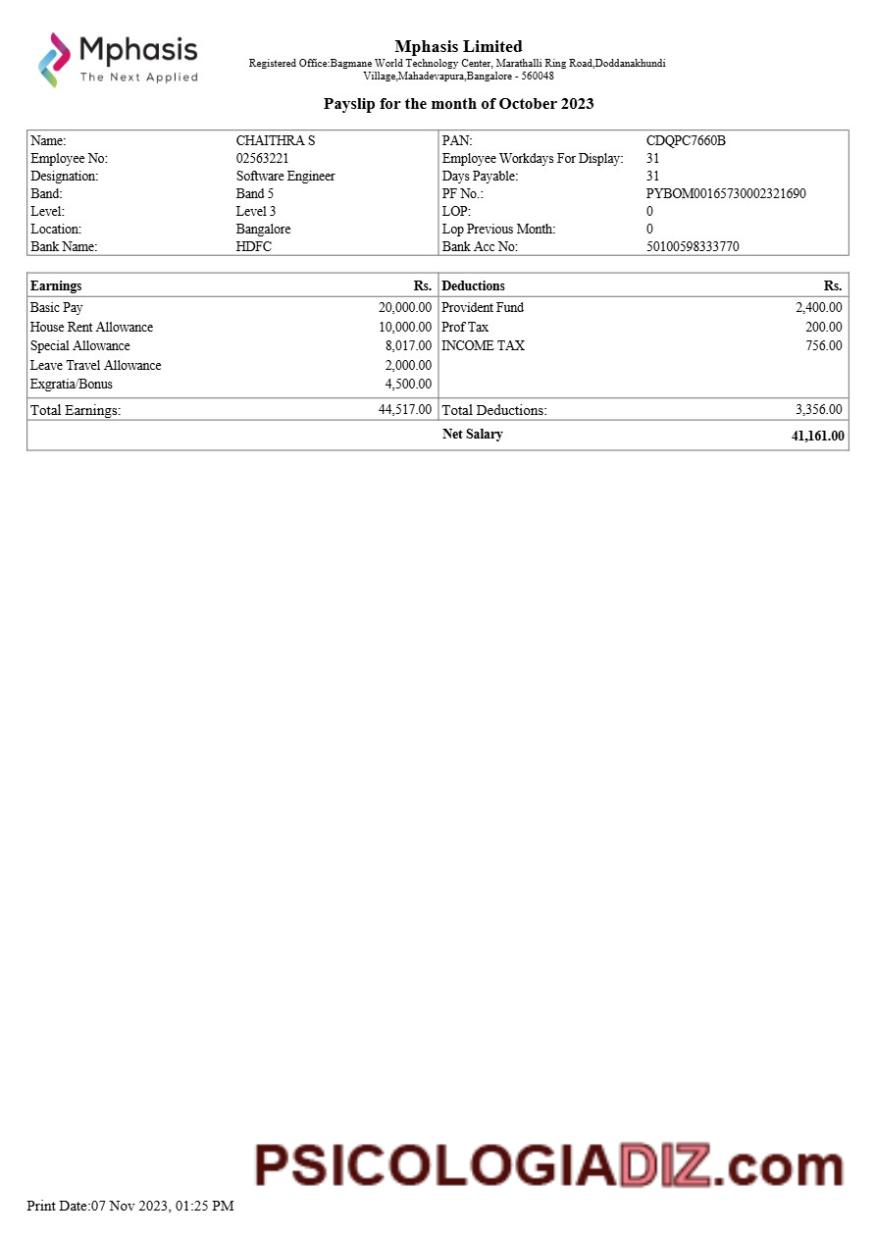 Mphasis
The Next Applied
Mphasis Limited
Registered Office:Bagmane World Technology Center, Marathalli Ring Road,Doddanakhundi
Village,Mahadevapura,Bangalore - 560048
Payslip for the month of October 2023
Name: CHAITHRA S PAN: CDQPC7660B
Employee No: 02563221 Employee Workdays For Display: 31
Designation: Software Engineer Days Payable: 31
Band: Band 5 PF No.: PYBOM00165730002321690
Level: Level 3 LOP: 0
Location: Bangalore Lop Previous Month: 0
Bank Name: HDFC Bank Acc No: 50100598333770
Earnings Rs. Deductions Rs.
Basic Pay 20,000.00 Provident Fund 2,400.00
House Rent Allowance 10,000.00 Prof Tax 200.00
Special Allowance 8,017.00 INCOME TAX 756.00
Leave Travel Allowance 2,000.00
Exgratia/Bonus 4,500.00
Total Earnings: 44,517.00 Total Deductions: 3,356.00
Net Salary 41,161.00
PSICOLOGIADIZ.com
Print Date:07 Nov 2023, 01:25 PM